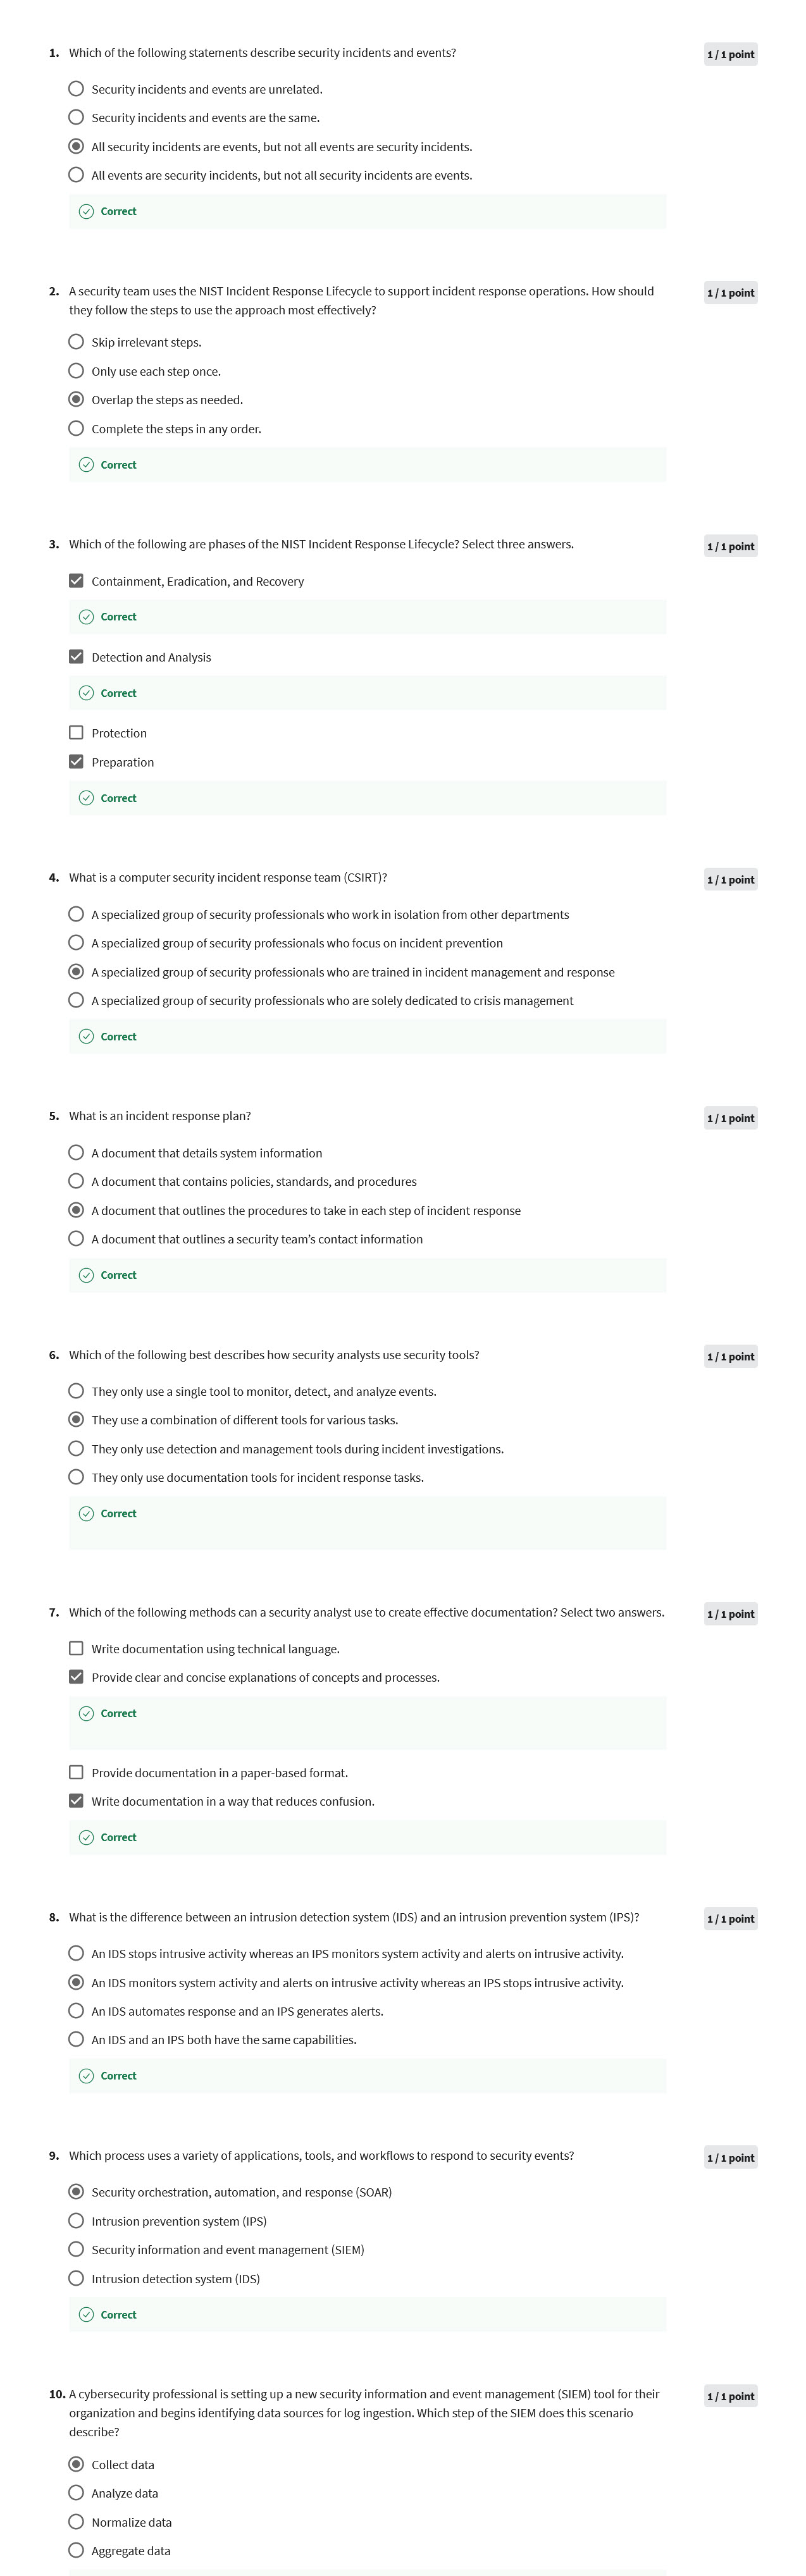 1. Which of the following statements describe security incidents and events?
1 / 1 point
Security incidents and events are unrelated.
Security incidents and events are the same.
All security incidents are events, but not all events are security incidents.
All events are security incidents, but not all security incidents are events.
Correct
2. A security team uses the NIST Incident Response Lifecycle to support incident response operations. How should
they follow the steps to use the approach most effectively?
1 / 1 point
Skip irrelevant steps.
Only use each step once.
Overlap the steps as needed.
Complete the steps in any order.
Correct
3. Which of the following are phases of the NIST Incident Response Lifecycle? Select three answers.
1 / 1 point
Containment, Eradication, and Recovery
Correct
Detection and Analysis
Correct
Protection
Preparation
Correct
4. What is a computer security incident response team (CSIRT)?
1 / 1 point
A specialized group of security professionals who work in isolation from other departments
A specialized group of security professionals who focus on incident prevention
A specialized group of security professionals who are trained in incident management and response
A specialized group of security professionals who are solely dedicated to crisis management
Correct
5. What is an incident response plan?
1 / 1 point
A document that details system information
A document that contains policies, standards, and procedures
A document that outlines the procedures to take in each step of incident response
A document that outlines a security team’s contact information
Correct
6. Which of the following best describes how security analysts use security tools?
1 / 1 point
They only use a single tool to monitor, detect, and analyze events.
They use a combination of different tools for various tasks.
They only use detection and management tools during incident investigations.
They only use documentation tools for incident response tasks.
Correct
7. Which of the following methods can a security analyst use to create effective documentation? Select two answers.
1 / 1 point
Write documentation using technical language.
Provide clear and concise explanations of concepts and processes.
Correct
Provide documentation in a paper-based format.
Write documentation in a way that reduces confusion.
Correct
8. What is the difference between an intrusion detection system (IDS) and an intrusion prevention system (IPS)?
1 / 1 point
An IDS stops intrusive activity whereas an IPS monitors system activity and alerts on intrusive activity.
An IDS monitors system activity and alerts on intrusive activity whereas an IPS stops intrusive activity.
An IDS automates response and an IPS generates alerts.
An IDS and an IPS both have the same capabilities.
Correct
9. Which process uses a variety of applications, tools, and workflows to respond to security events?
1 / 1 point
Security orchestration, automation, and response (SOAR)
Intrusion prevention system (IPS)
Security information and event management (SIEM)
Intrusion detection system (IDS)
Correct
10. A cybersecurity professional is setting up a new security information and event management (SIEM) tool for their
organization and begins identifying data sources for log ingestion. Which step of the SIEM does this scenario
describe?
1 / 1 point
Collect data
Analyze data
Normalize data
Aggregate data